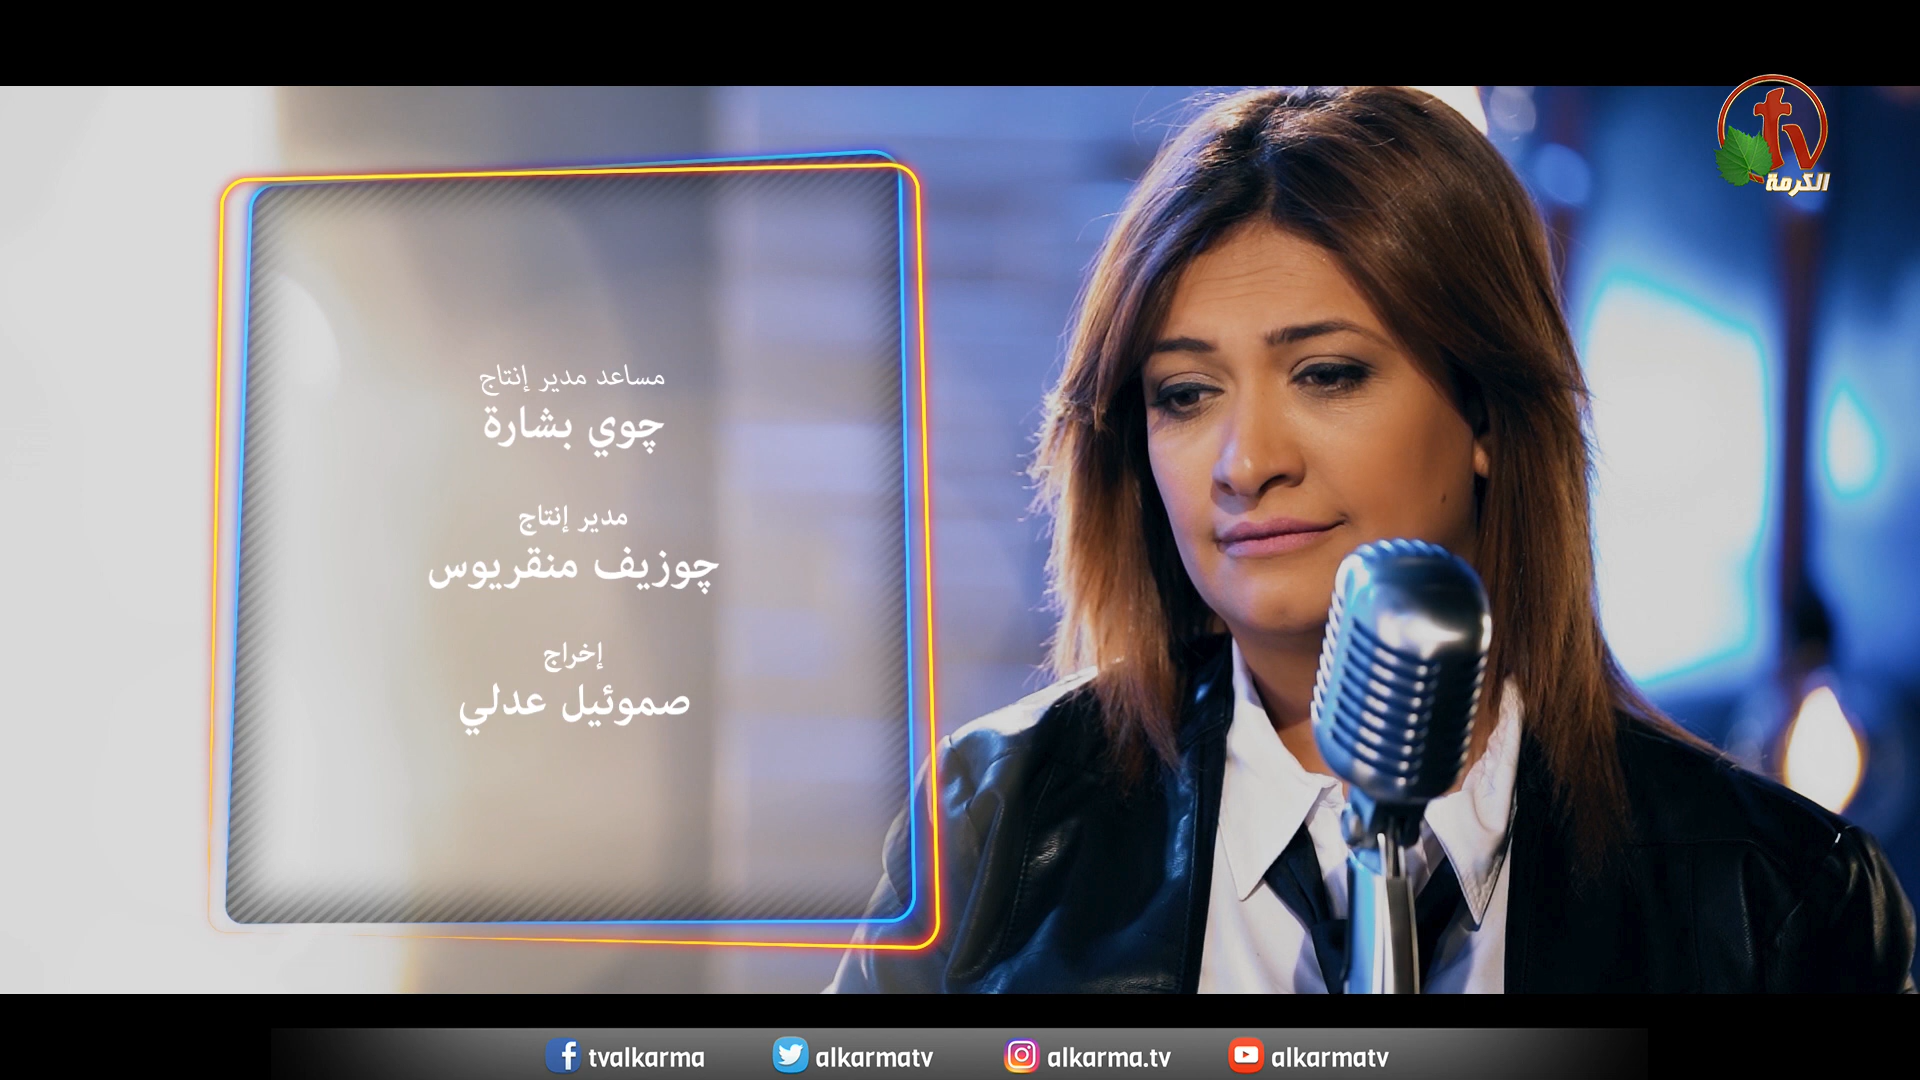 tv
الكرمة
مساعد مدير إنتاج
چوي بشارة
مدير إنتاج
چوزيف منقريوس
إخراج
صموئيل عدلي
tvalkarma
alkarmatv
alkarma.tv
alkarmatv